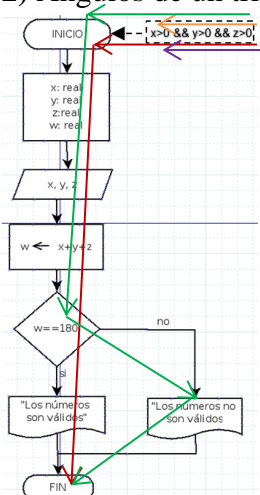 2) Ángulos de un tri
INICIO
x>0 && y>0 && z>0
x: real
y: real
z:real
w: real
x, y, z
w ← x+y+z
w==180
no
si
"Los números
son válidos"
"Los números no
son válidos
FIN